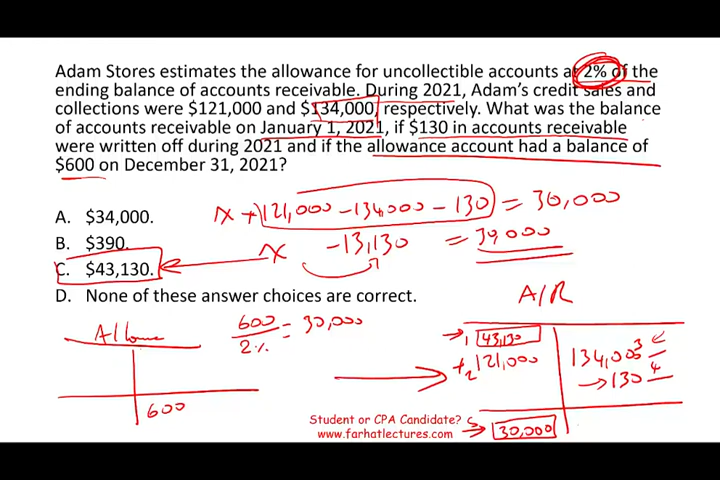 Adam Stores estimates the allowance for uncollectible accounts at 2% of the
ending balance of accounts receivable. During 2021, Adam's credit sales and
collections were $121,000 and $134,000, respectively. What was the balance
of accounts receivable on January 1, 2021, if $130 in accounts receivable
were written off during 2021 and if the allowance account had a balance of
$600 on December 31, 2021?
A. $34,000.
B. $390.
C. $43,130.
D. None of these answer choices are correct.
X + 121,000 - 134,000 - 130 = 30,000
X - 13,130 = 30,000
A/R
600 / 2% = 30,000
600
1 43,130
+2 121,000
134,000 3
→ 130 4
5 30,000
Student or CPA Candidate?
www.farhatlectures.com